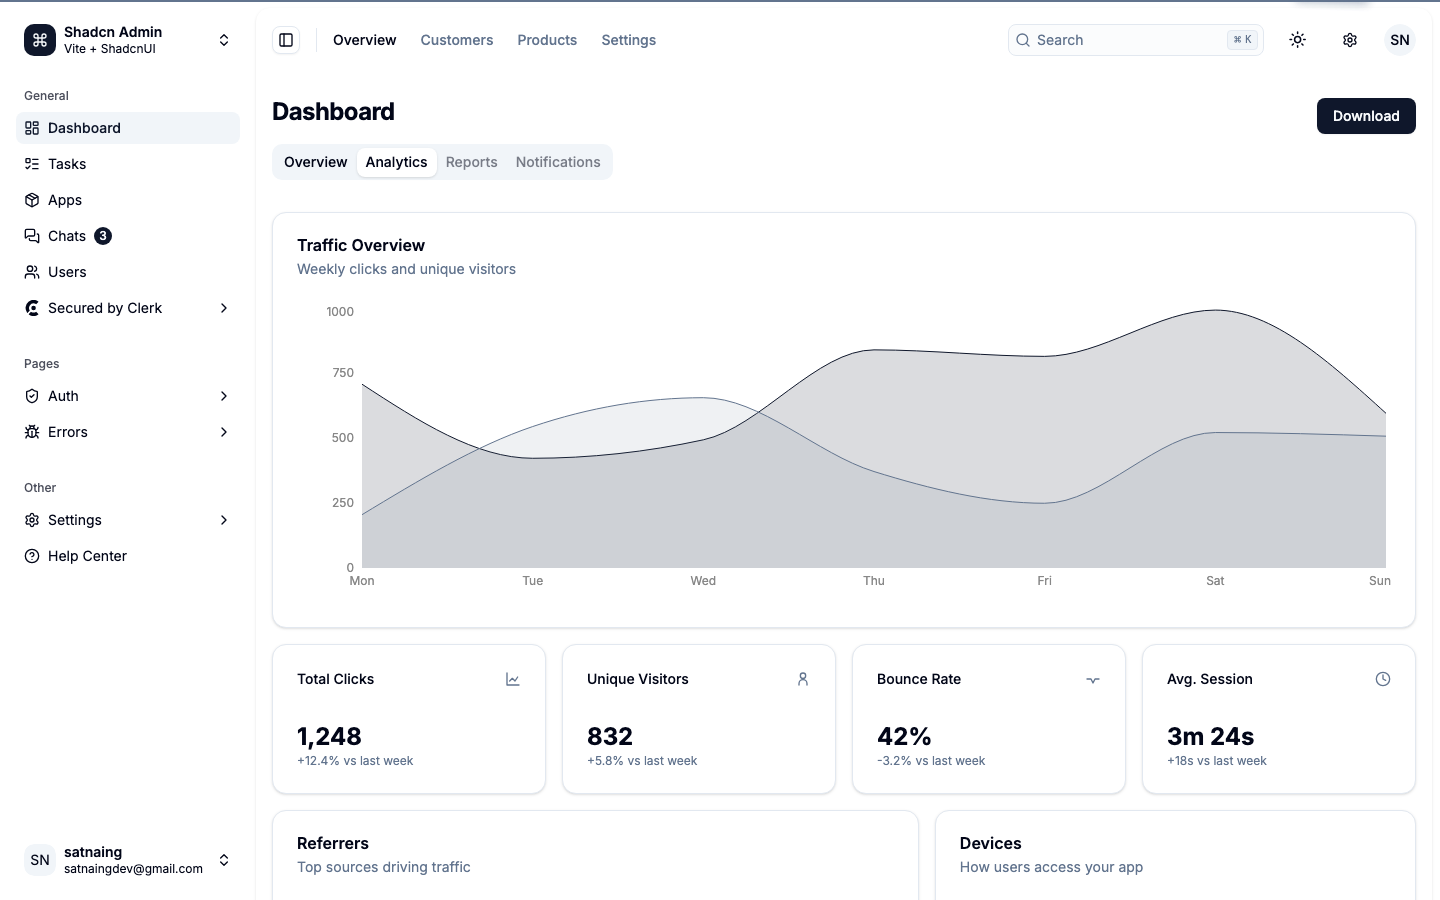 Shadcn Admin
Vite + ShadcnUI
General
Dashboard
Tasks
Apps
Chats 3
Users
Secured by Clerk
Pages
Auth
Errors
Other
Settings
Help Center
SN
satnaing
satnaingdev@gmail.com
Overview Customers Products Settings
Search ⌘ K
SN
Dashboard
Download
Overview Analytics Reports Notifications
Traffic Overview
Weekly clicks and unique visitors
1000
750
500
250
0
Mon Tue Wed Thu Fri Sat Sun
Total Clicks
1,248
+12.4% vs last week
Unique Visitors
832
+5.8% vs last week
Bounce Rate
42%
-3.2% vs last week
Avg. Session
3m 24s
+18s vs last week
Referrers
Top sources driving traffic
Devices
How users access your app